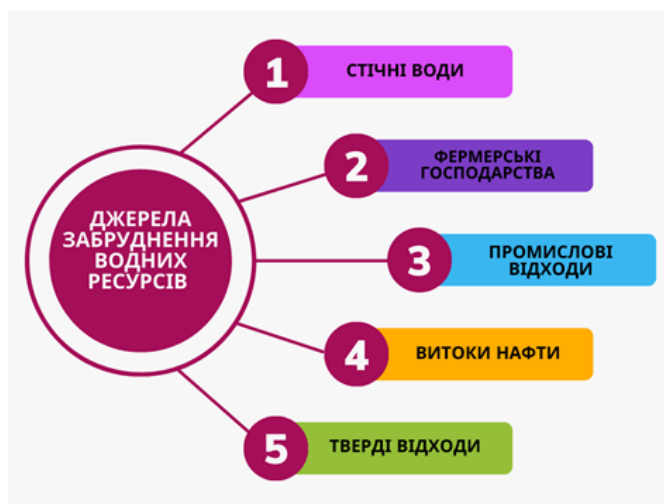 ДЖЕРЕЛА
ЗАБРУДНЕННЯ
ВОДНИХ
РЕСУРСІВ
1
СТІЧНІ ВОДИ
2
ФЕРМЕРСЬКІ
ГОСПОДАРСТВА
3
ПРОМИСЛОВІ
ВІДХОДИ
4
ВИТОКИ НАФТИ
5
ТВЕРДІ ВІДХОДИ